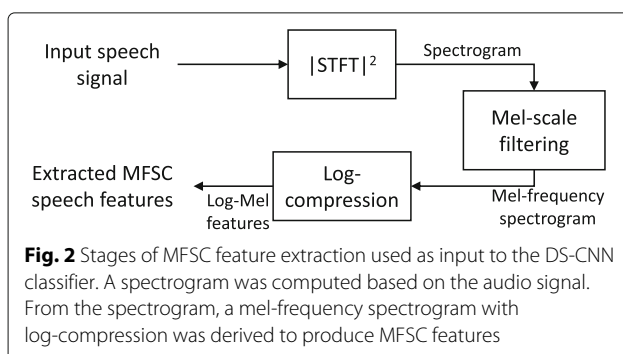 Input speech
signal
|STFT|²
Spectrogram
Mel-scale
filtering
Mel-frequency
spectrogram
Log-
compression
Log-Mel
features
Extracted MFSC
speech features
Fig. 2 Stages of MFSC feature extraction used as input to the DS-CNN
classifier. A spectrogram was computed based on the audio signal.
From the spectrogram, a mel-frequency spectrogram with
log-compression was derived to produce MFSC features